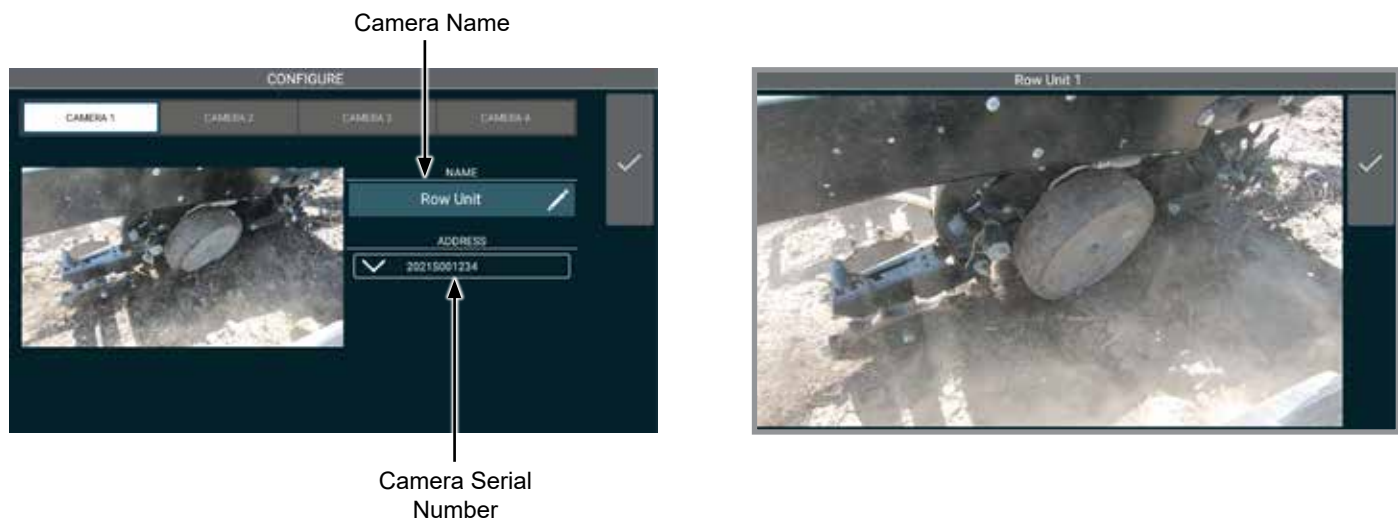 Camera Name
CONFIGURE
CAMERA 1
CAMERA 2
CAMERA 3
CAMERA 4
NAME
Row Unit
ADDRESS
2021S001234
Camera Serial
Number
Row Unit 1